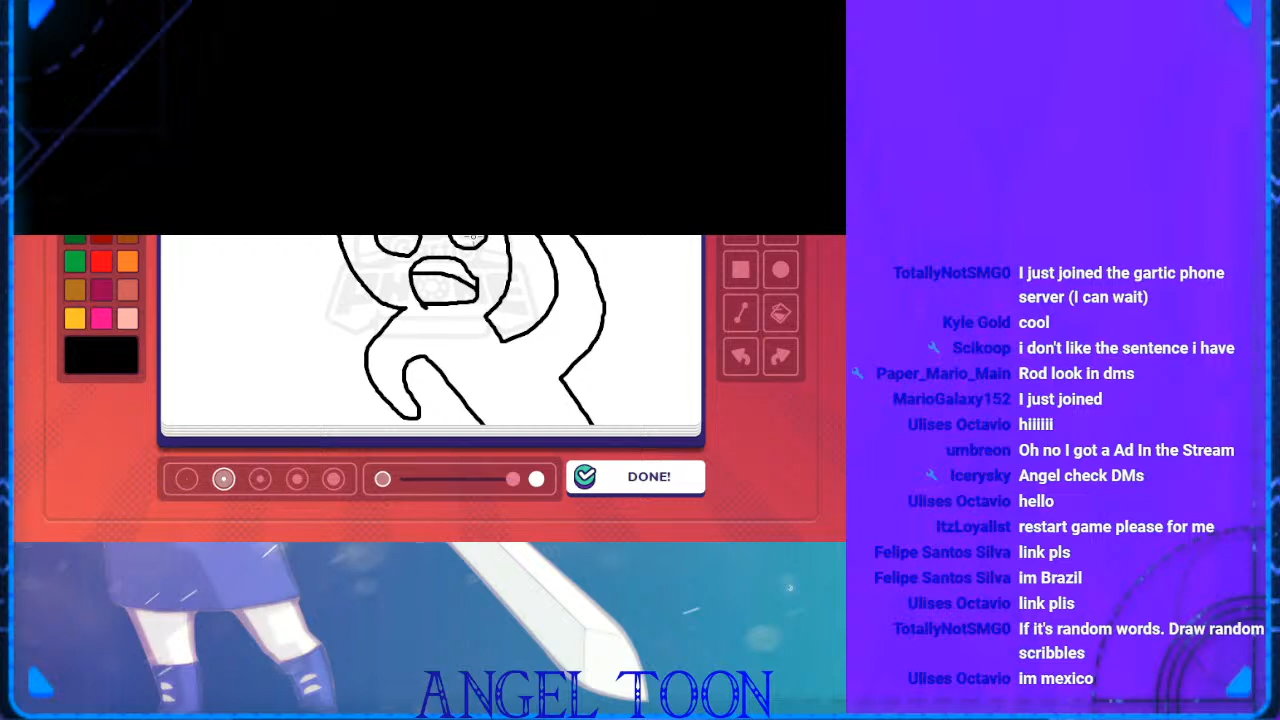 DONE!
ANGEL TOON
TotallyNotSMG0 I just joined the gartic phone
server (I can wait)
Kyle Gold cool
Scikoop i don't like the sentence i have
Paper_Mario_Main Rod look in dms
MarioGalaxy152 I just joined
Ulises Octavio hiiiiii
umbreon Oh no I got a Ad In the Stream
Icerysky Angel check DMs
Ulises Octavio hello
ItzLoyalist restart game please for me
Felipe Santos Silva link pls
Felipe Santos Silva im Brazil
Ulises Octavio link plis
TotallyNotSMG0 If it's random words. Draw random
scribbles
Ulises Octavio im mexico